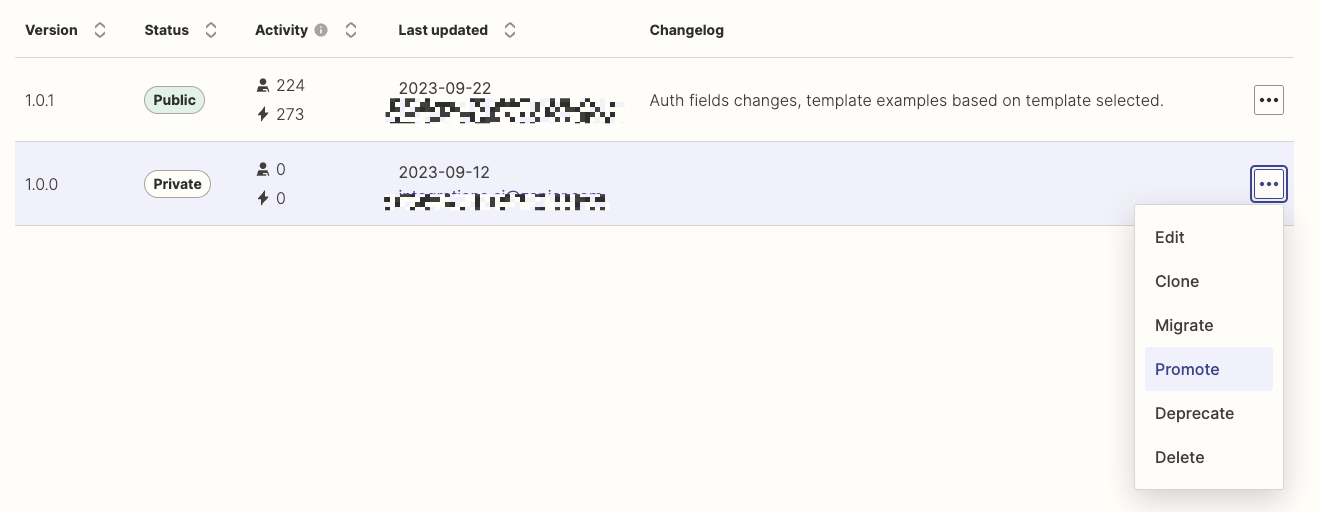 Version Status Activity Last updated Changelog
1.0.1 Public 224 273 2023-09-22 Auth fields changes, template examples based on template selected.
1.0.0 Private 0 0 2023-09-12
Edit
Clone
Migrate
Promote
Deprecate
Delete